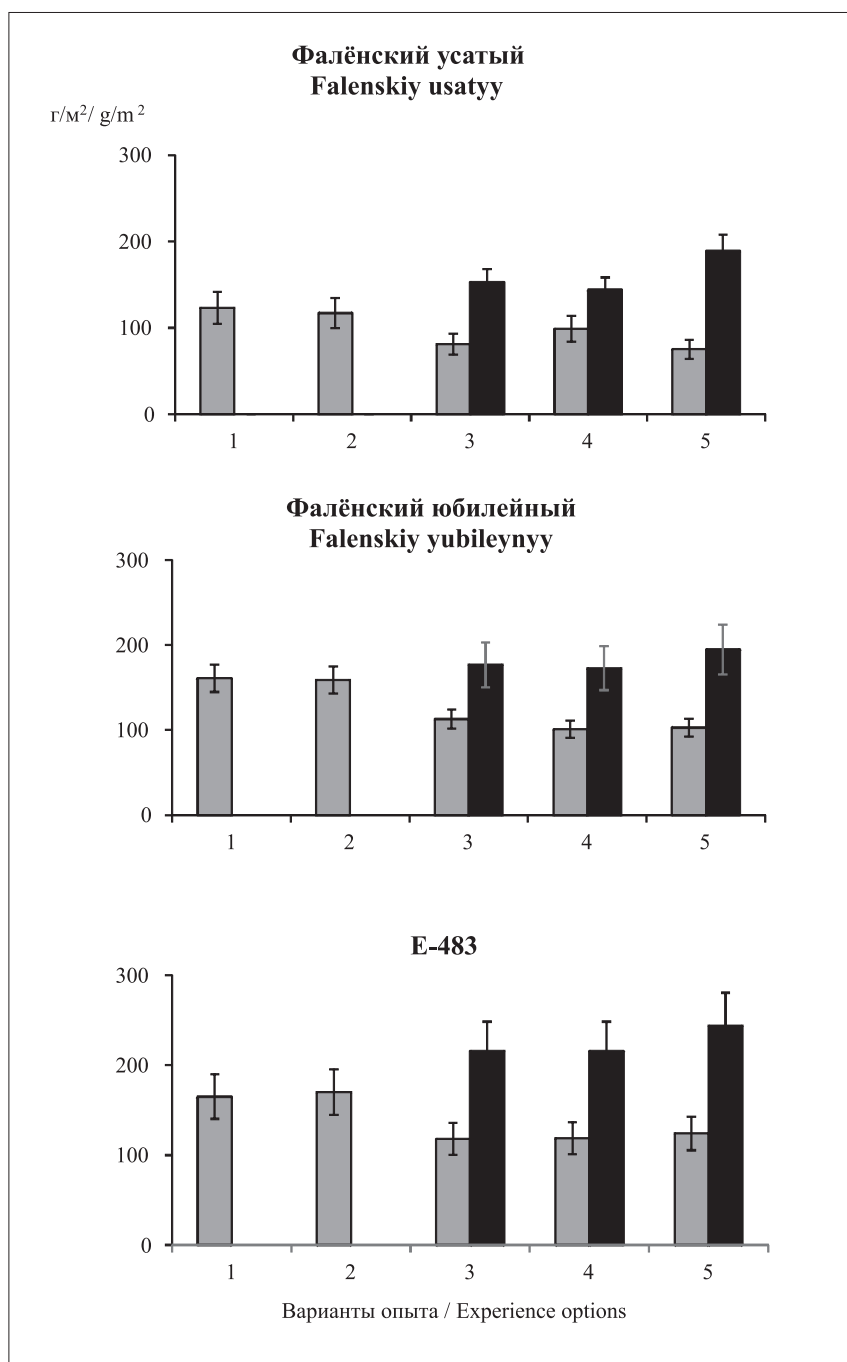 Фалёнский усатый
Falenskiy usatyy
г/м²/ g/m ²
300
200
100
0
1 2 3 4 5
Фалёнский юбилейный
Falenskiy yubileynyy
300
200
100
0
1 2 3 4 5
Е-483
300
200
100
0
1 2 3 4 5
Варианты опыта / Experience options